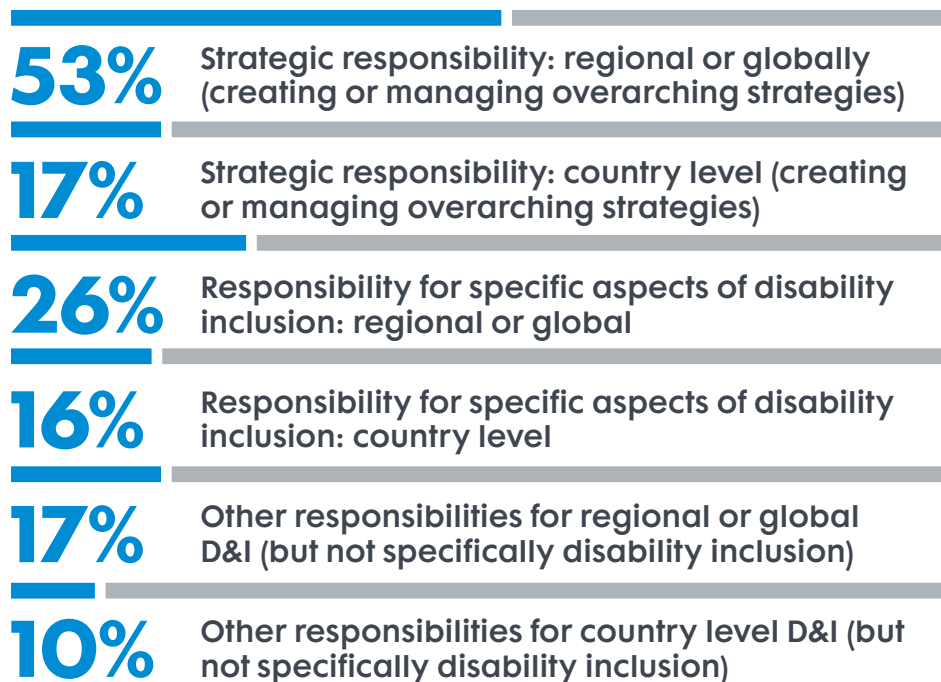 53%
Strategic responsibility: regional or globally
(creating or managing overarching strategies)
17%
Strategic responsibility: country level (creating
or managing overarching strategies)
26%
Responsibility for specific aspects of disability
inclusion: regional or global
16%
Responsibility for specific aspects of disability
inclusion: country level
17%
Other responsibilities for regional or global
D&I (but not specifically disability inclusion)
10%
Other responsibilities for country level D&I (but
not specifically disability inclusion)